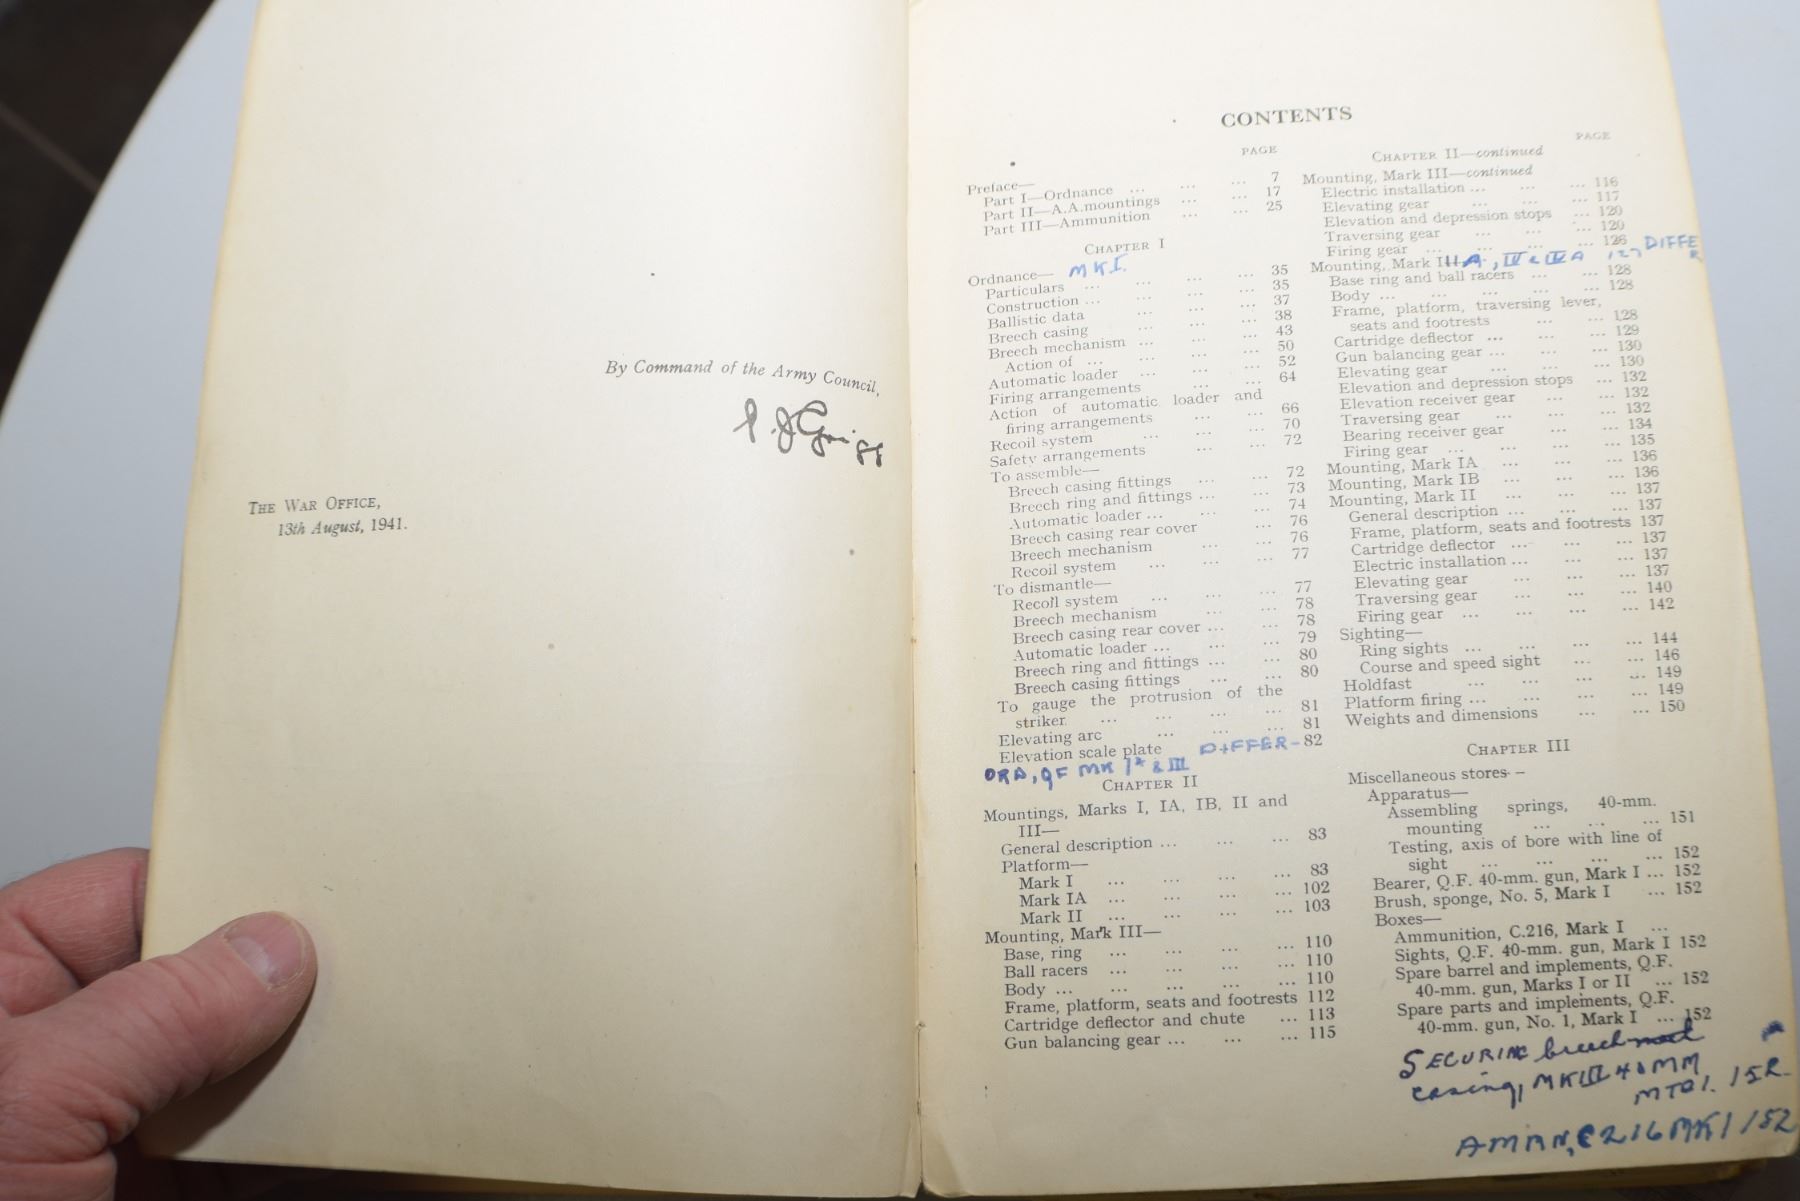 By Command of the Army Council,
THE WAR OFFICE,
13th August, 1941.
CONTENTS
PAGE
Preface—
Part I—Ordnance ... ... ... 7
Part II—A.A. mountings ... ... 17
Part III—Ammunition ... ... 25
CHAPTER I
Ordnance— MKI.
Particulars ... ... ... ... 35
Construction ... ... ... ... 35
Ballistic data ... ... ... 37
Breech casing ... ... ... 38
Breech mechanism ... ... ... 43
Action of ... ... ... ... 50
Automatic loader ... ... ... 52
Firing arrangements ... ... 64
Action of automatic loader and
firing arrangements ... ... 66
Recoil system ... ... ... 70
Safety arrangements ... ... 72
To assemble—
Breech casing fittings ... ... 72
Breech ring and fittings ... ... 73
Automatic loader ... ... ... 74
Breech casing rear cover ... 76
Breech mechanism ... ... 76
Recoil system ... ... ... 77
To dismantle—
Recoil system ... ... ... 77
Breech mechanism ... ... 78
Breech casing rear cover ... ... 78
Automatic loader ... ... ... 79
Breech ring and fittings ... ... 80
Breech casing fittings ... ... 80
To gauge the protrusion of the
striker ... ... ... ... 81
Elevating arc ... ... ... 81
Elevation scale plate DIFFER— 82
ORD, QF MK 1* & III
CHAPTER II
Mountings, Marks I, IA, IB, II and
III—
General description ... ... ... 83
Platform—
Mark I ... ... ... ... 83
Mark IA ... ... ... ... 102
Mark II ... ... ... ... 103
Mounting, Mark III—
Base, ring ... ... ... ... 110
Ball racers ... ... ... ... 110
Body ... ... ... ... ... 110
Frame, platform, seats and footrests 112
Cartridge deflector and chute ... 113
Gun balancing gear ... ... ... 115
PAGE
CHAPTER II—continued
Mounting, Mark III—continued
Electric installation ... ... ... 116
Elevating gear ... ... ... 117
Elevation and depression stops ... 120
Traversing gear ... ... ... 120
Firing gear ... ... ... ... 126
Mounting, Mark IIIA, IV & IVA 127 DIFFER
Base ring and ball racers ... ... 128
Body ... ... ... ... ... 128
Frame, platform, traversing lever,
seats and footrests ... ... 128
Cartridge deflector ... ... ... 129
Gun balancing gear ... ... ... 130
Elevating gear ... ... ... 130
Elevation and depression stops ... 132
Elevation receiver gear ... ... 132
Traversing gear ... ... ... 132
Bearing receiver gear ... ... 134
Firing gear ... ... ... ... 135
Mounting, Mark IA ... ... ... 136
Mounting, Mark IB ... ... ... 136
Mounting, Mark II ... ... ... 137
General description ... ... ... 137
Frame, platform, seats and footrests 137
Cartridge deflector ... ... ... 137
Electric installation ... ... ... 137
Elevating gear ... ... ... 137
Traversing gear ... ... ... 140
Firing gear ... ... ... ... 142
Sighting—
Ring sights ... ... ... ... 144
Course and speed sight ... ... 146
Holdfast ... ... ... ... 149
Platform firing ... ... ... ... 149
Weights and dimensions ... ... 150
CHAPTER III
Miscellaneous stores—
Apparatus—
Assembling springs, 40-mm.
mounting ... ... ... 151
Testing, axis of bore with line of
sight ... ... ... ... 152
Bearer, Q.F. 40-mm. gun, Mark I ... 152
Brush, sponge, No. 5, Mark I ... 152
Boxes—
Ammunition, C.216, Mark I ...
Sights, Q.F. 40-mm. gun, Mark I 152
Spare barrel and implements, Q.F.
40-mm. gun, Marks I or II ... 152
Spare parts and implements, Q.F.
40-mm. gun, No. 1, Mark I ... 152
SECURING breech
casing, MKIII 40MM
C216 MK1 152